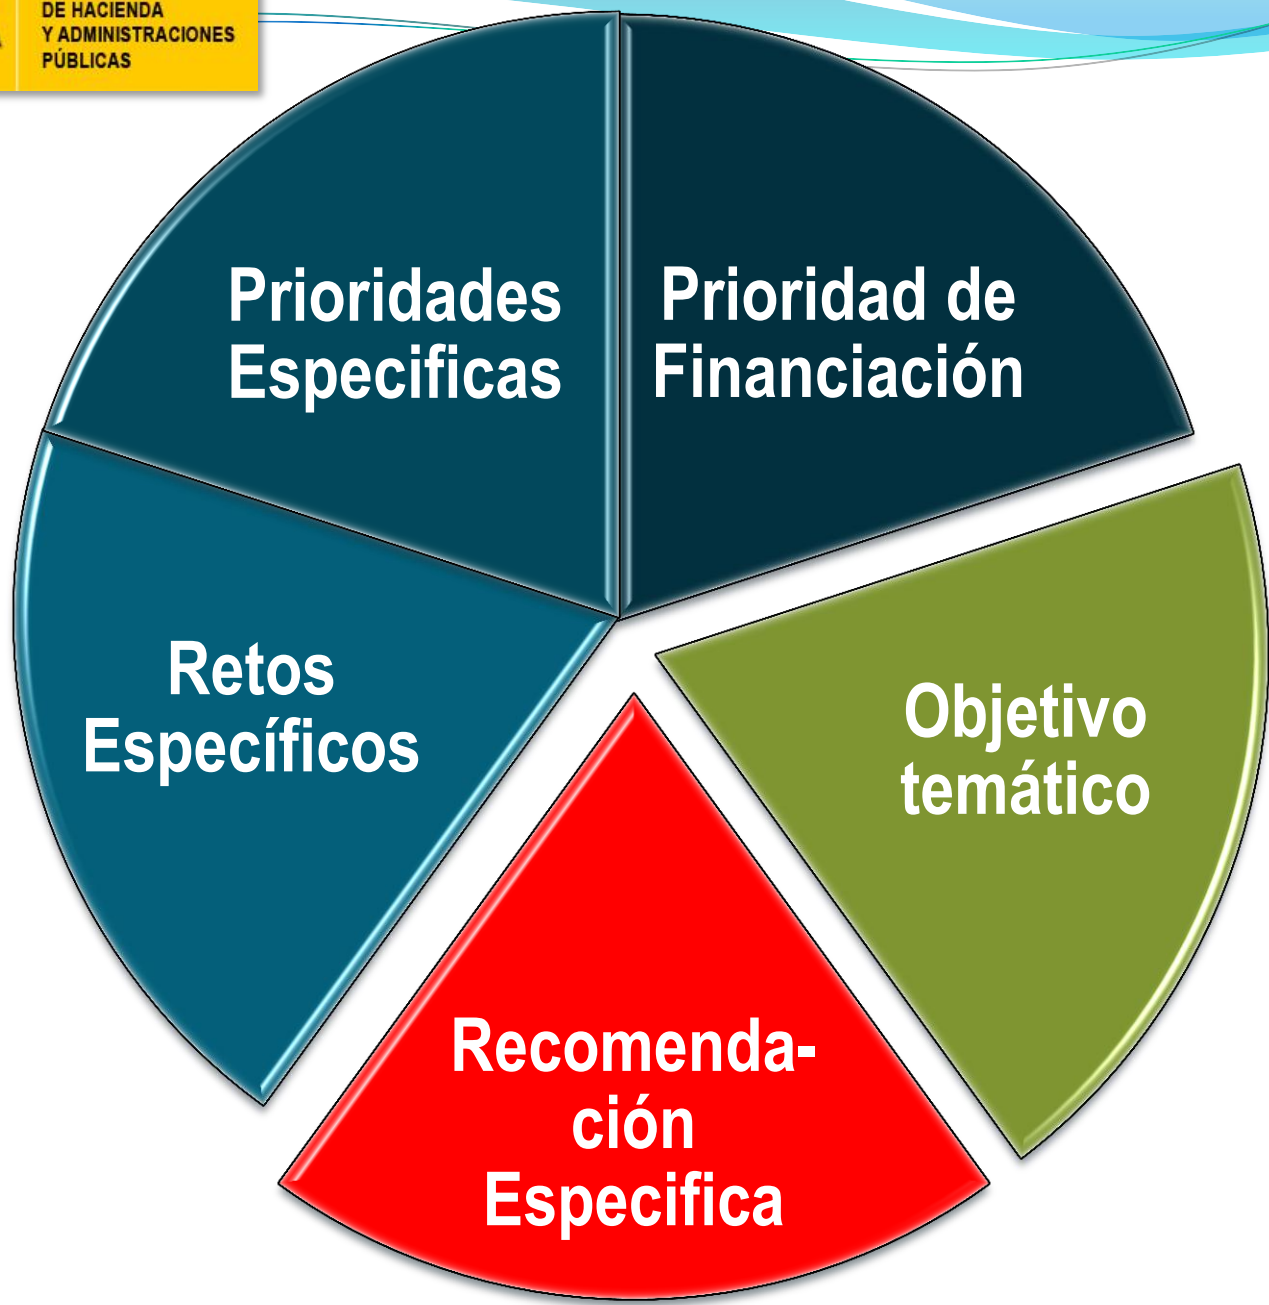 DE HACIENDA
Y ADMINISTRACIONES
PÚBLICAS
Prioridades
Especificas
Prioridad de
Financiación
Retos
Específicos
Objetivo
temático
Recomenda-
ción
Especifica